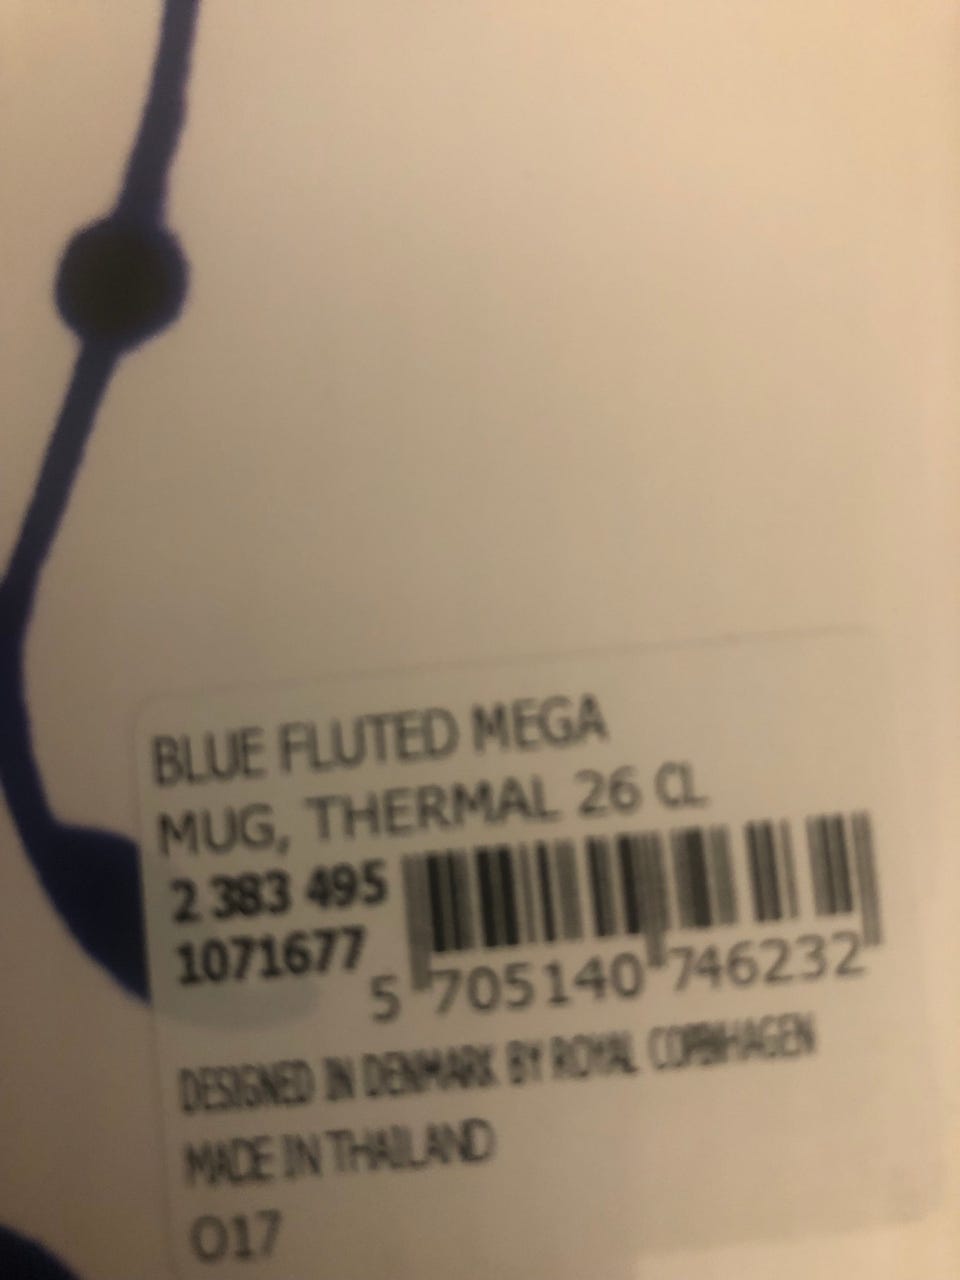 BLUE FLUTED MEGA
MUG, THERMAL 26 CL
2 383 495
1071677
5 705140 746232
DESIGNED IN DENMARK BY ROYAL COPENHAGEN
MADE IN THAILAND
O17